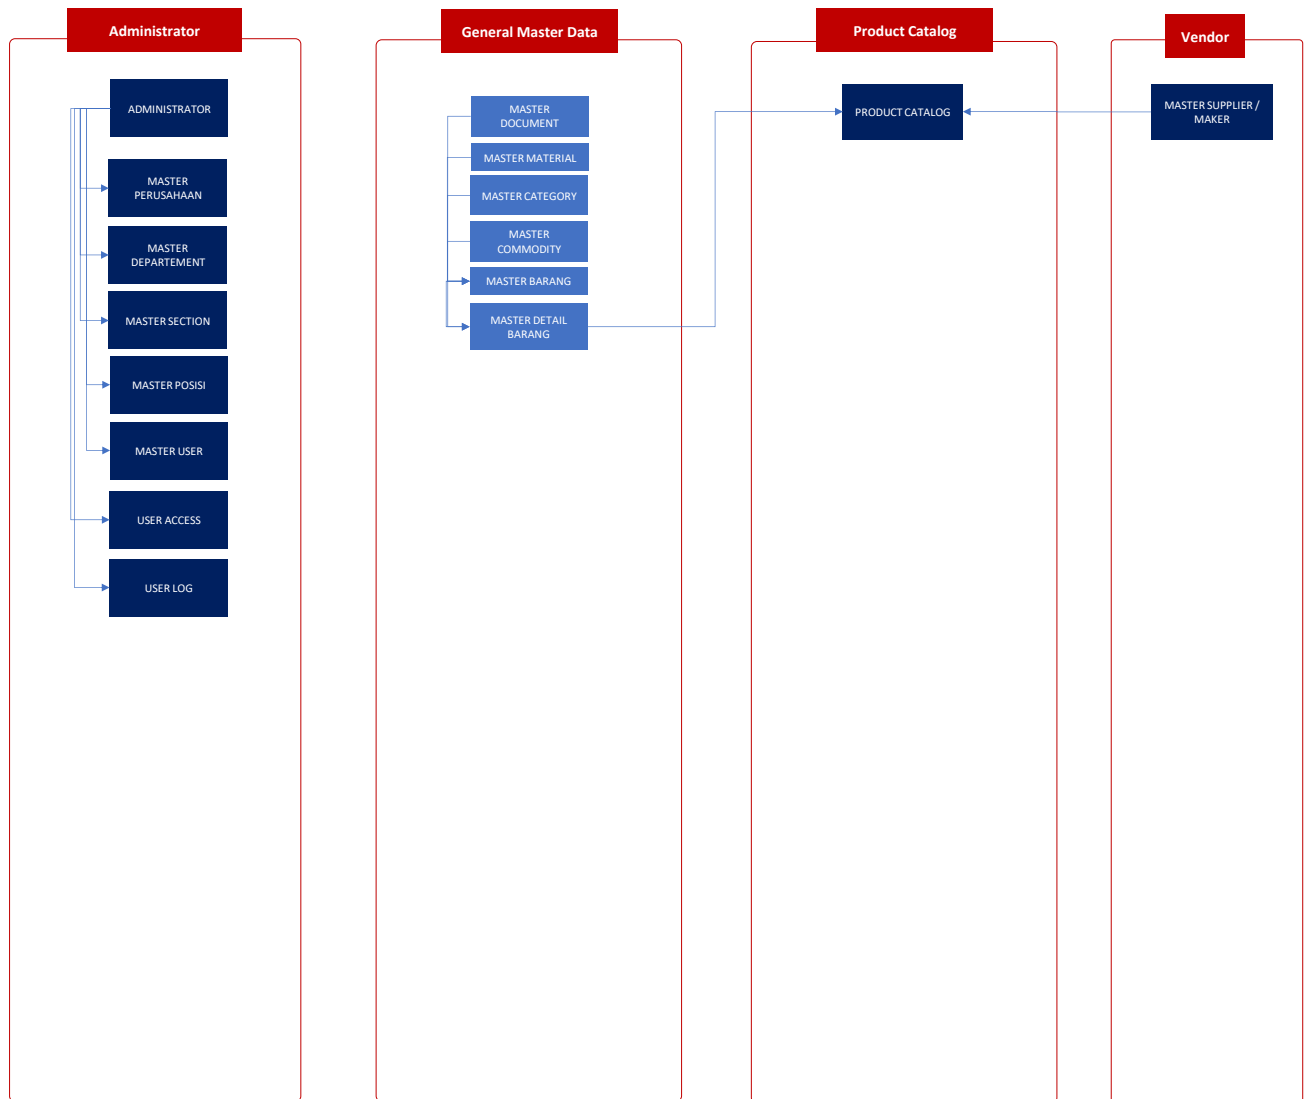 Administrator
ADMINISTRATOR
MASTER
PERUSAHAAN
MASTER
DEPARTEMENT
MASTER SECTION
MASTER POSISI
MASTER USER
USER ACCESS
USER LOG
General Master Data
MASTER
DOCUMENT
MASTER MATERIAL
MASTER CATEGORY
MASTER
COMMODITY
MASTER BARANG
MASTER DETAIL
BARANG
Product Catalog
PRODUCT CATALOG
Vendor
MASTER SUPPLIER /
MAKER